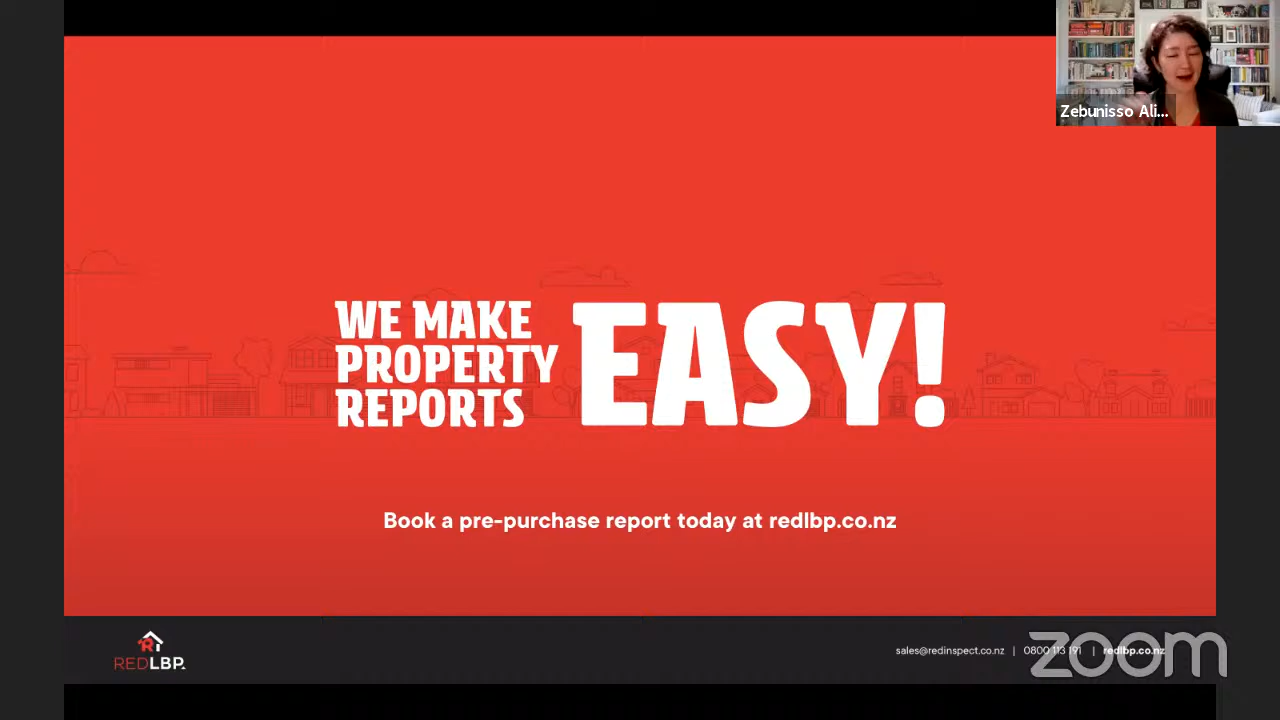 Zebunisso Ali...
WE MAKE
PROPERTY
REPORTS
EASY!
Book a pre-purchase report today at redlbp.co.nz
REDLBP.
sales@redinspect.co.nz | 0800 113 191 | redlbp.co.nz
zoom